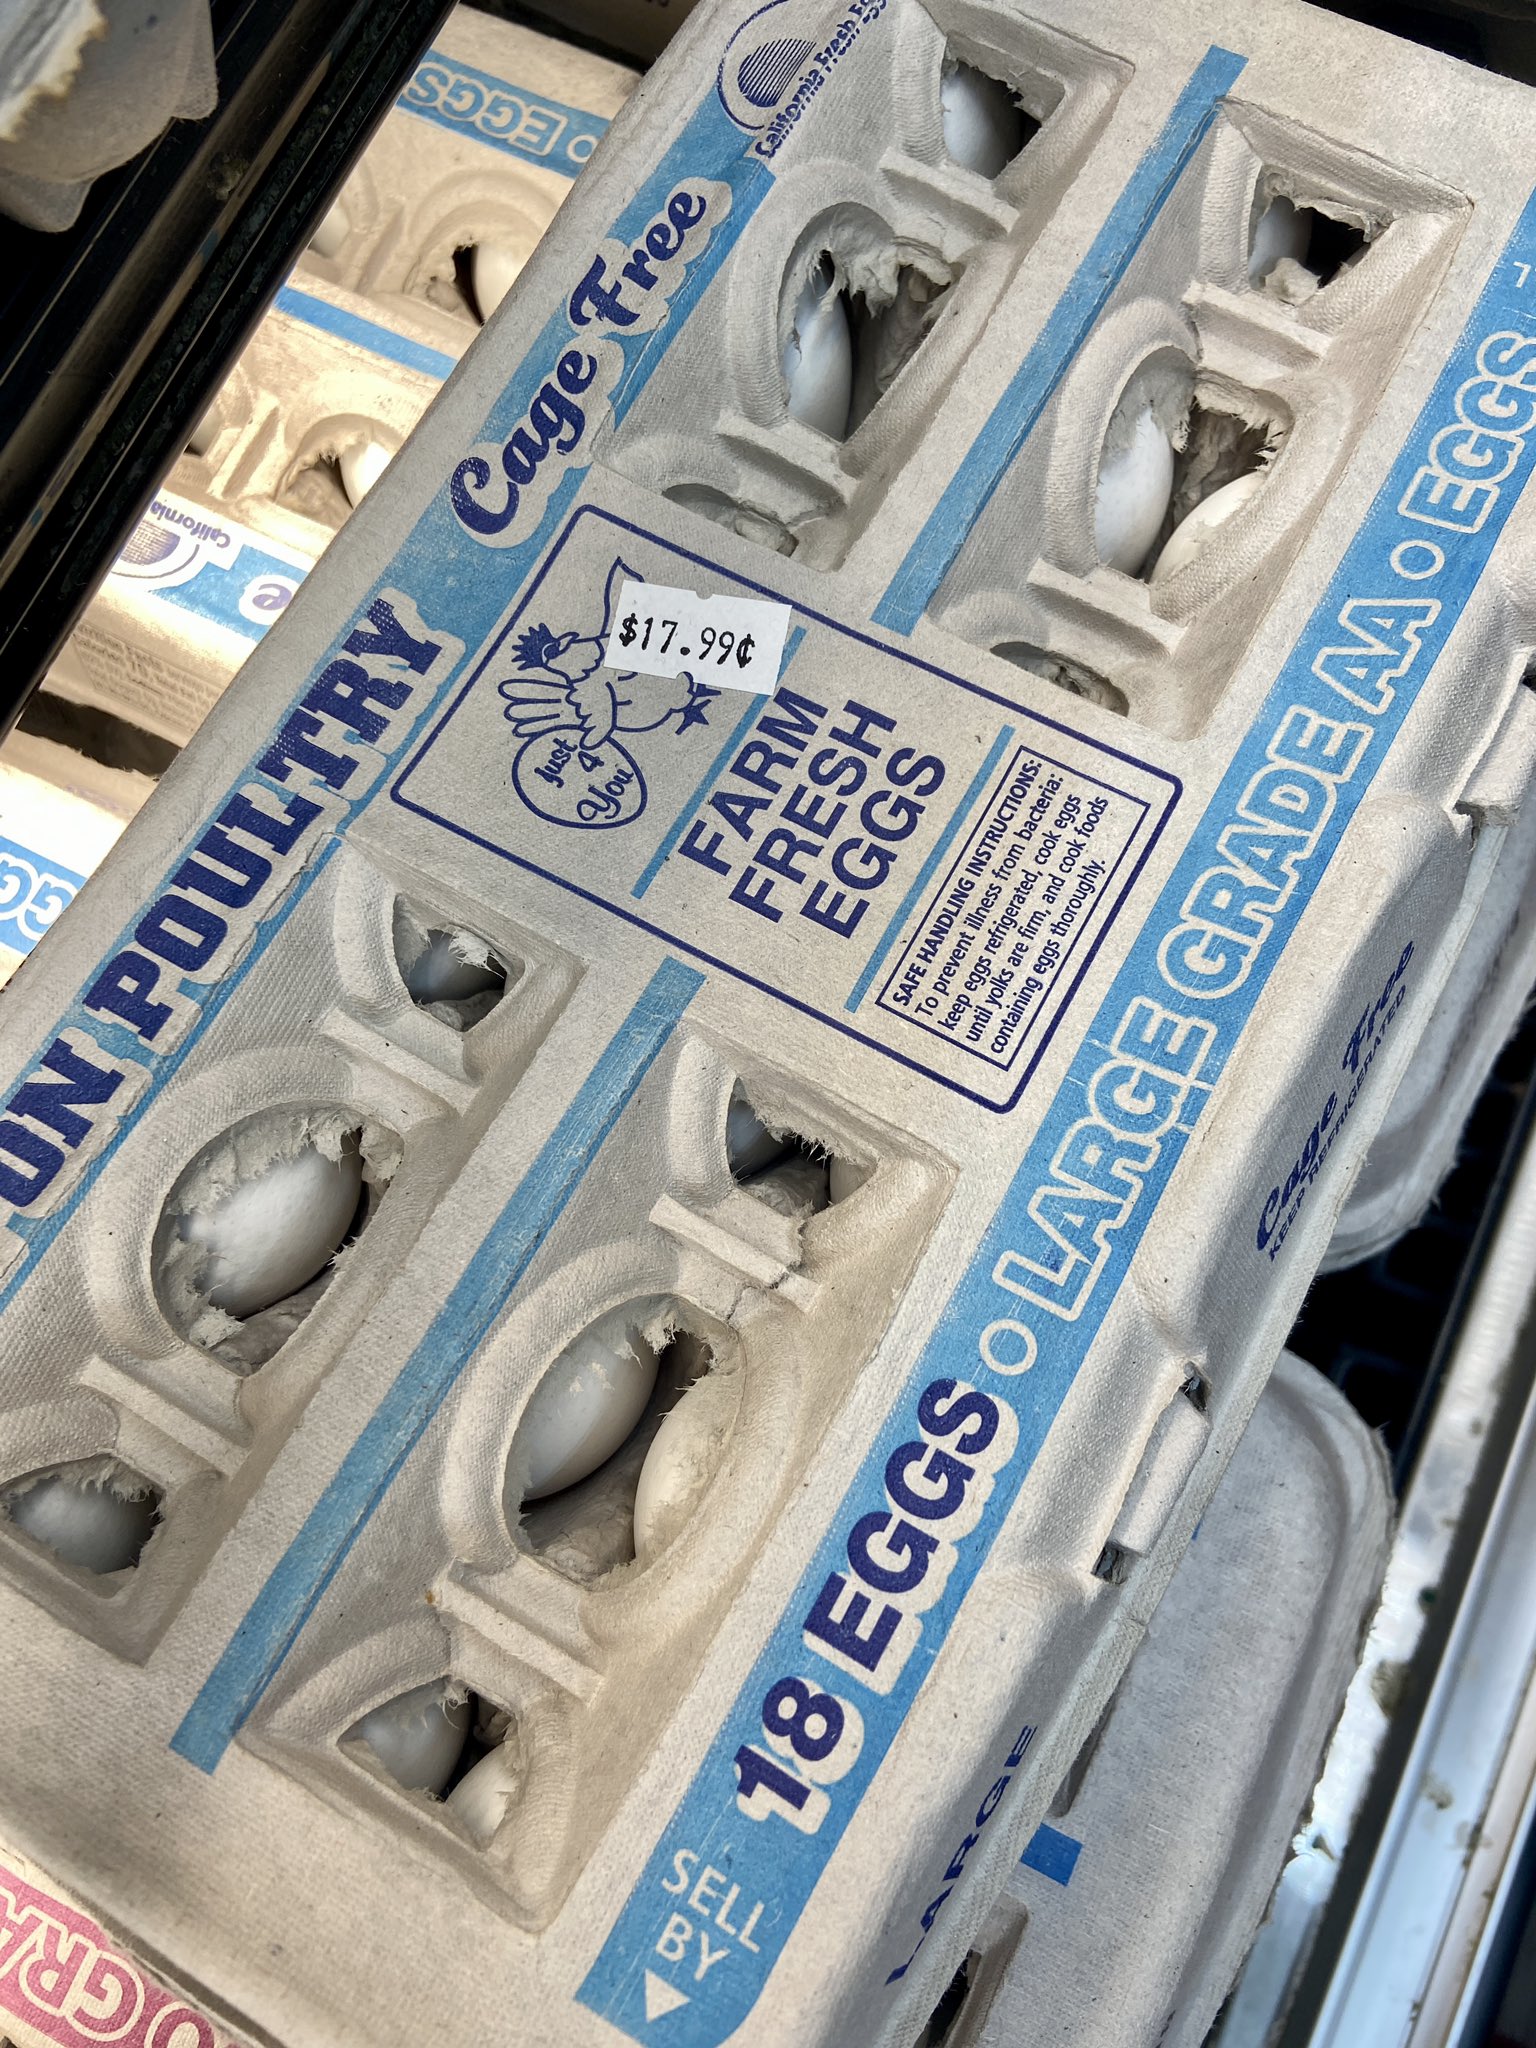 California Fresh
Cage Free
POULTRY
$17.99¢
Just
4
You
FARM
FRESH
EGGS
SAFE HANDLING INSTRUCTIONS:
To prevent illness from bacteria:
keep eggs refrigerated, cook eggs
until yolks are firm, and cook foods
containing eggs thoroughly.
18 EGGS O LARGE GRADE AA O EGGS
SELL
BY
Cage Free
KEEP REFRIGERATED
LARGE
EGGS
California